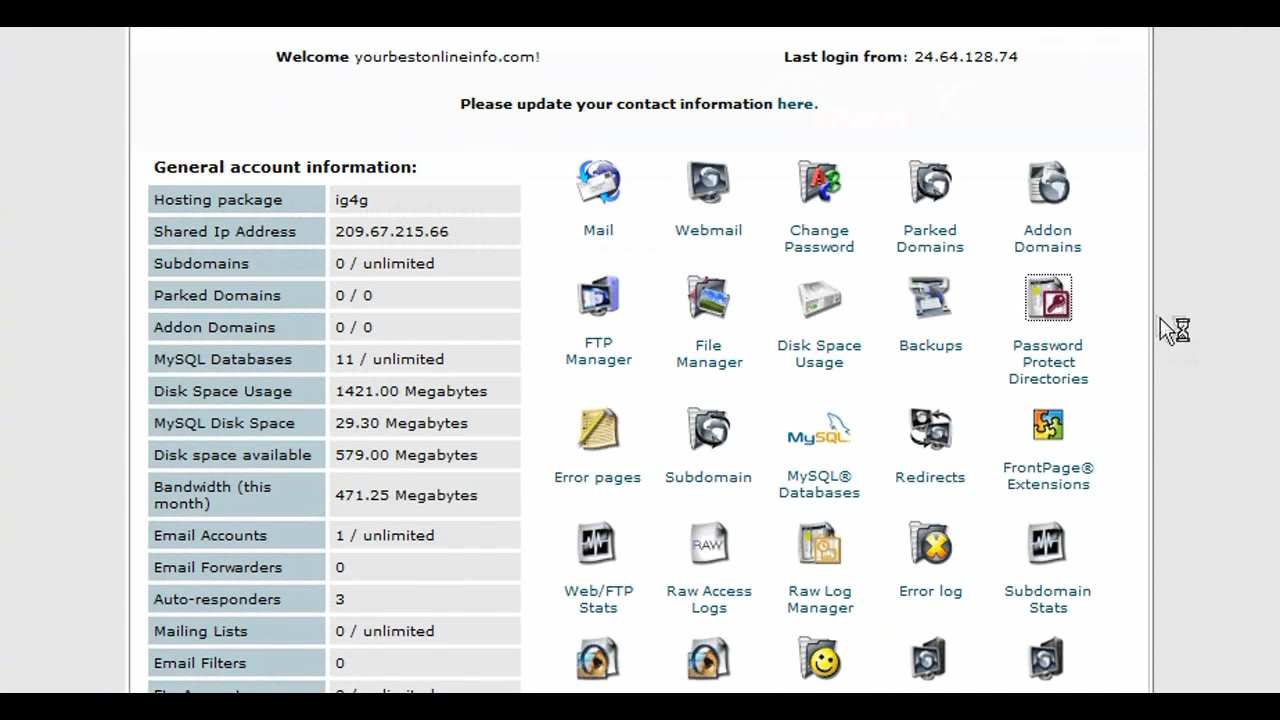 Welcome yourbestonlineinfo.com!
Last login from: 24.64.128.74
Please update your contact information here.
General account information:
Hosting package ig4g
Shared Ip Address 209.67.215.66
Subdomains 0 / unlimited
Parked Domains 0 / 0
Addon Domains 0 / 0
MySQL Databases 11 / unlimited
Disk Space Usage 1421.00 Megabytes
MySQL Disk Space 29.30 Megabytes
Disk space available 579.00 Megabytes
Bandwidth (this
month) 471.25 Megabytes
Email Accounts 1 / unlimited
Email Forwarders 0
Auto-responders 3
Mailing Lists 0 / unlimited
Email Filters 0
Mail
Webmail
Change
Password
Parked
Domains
Addon
Domains
FTP
Manager
File
Manager
Disk Space
Usage
Backups
Password
Protect
Directories
Error pages
Subdomain
MySQL
MySQL®
Databases
Redirects
FrontPage®
Extensions
Web/FTP
Stats
RAW
Raw Access
Logs
Raw Log
Manager
Error log
Subdomain
Stats